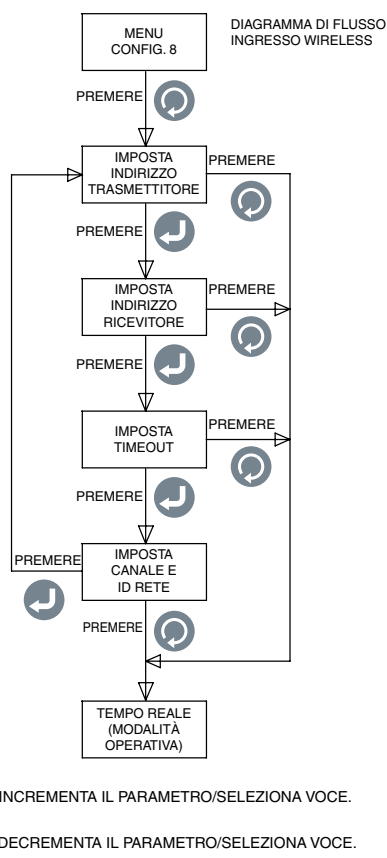 MENU
CONFIG. 8
DIAGRAMMA DI FLUSSO
INGRESSO WIRELESS
PREMERE
IMPOSTA
INDIRIZZO
TRASMETTITORE
PREMERE
PREMERE
IMPOSTA
INDIRIZZO
RICEVITORE
PREMERE
PREMERE
IMPOSTA
TIMEOUT
PREMERE
PREMERE
IMPOSTA
CANALE E
ID RETE
PREMERE
PREMERE
TEMPO REALE
(MODALITÀ
OPERATIVA)
INCREMENTA IL PARAMETRO/SELEZIONA VOCE.
DECREMENTA IL PARAMETRO/SELEZIONA VOCE.